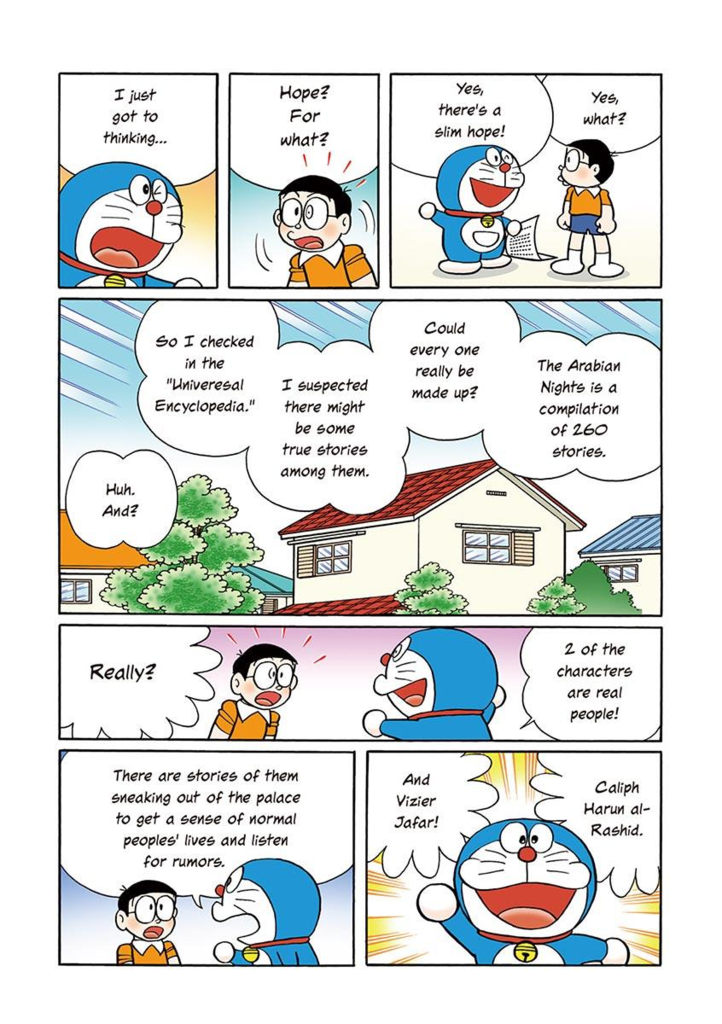 Yes,
what?
Yes,
there's a
slim hope!
Hope?
For
what?
I just
got to
thinking...
The Arabian
Nights is a
compilation
of 260
stories.
Could
every one
really be
made up?
I suspected
there might
be some
true stories
among them.
So I checked
in the
"Univeresal
Encyclopedia."
Huh.
And?
2 of the
characters
are real
people!
Really?
Caliph
Harun al-
Rashid.
And
Vizier
Jafar!
There are stories of them
sneaking out of the palace
to get a sense of normal
peoples' lives and listen
for rumors.